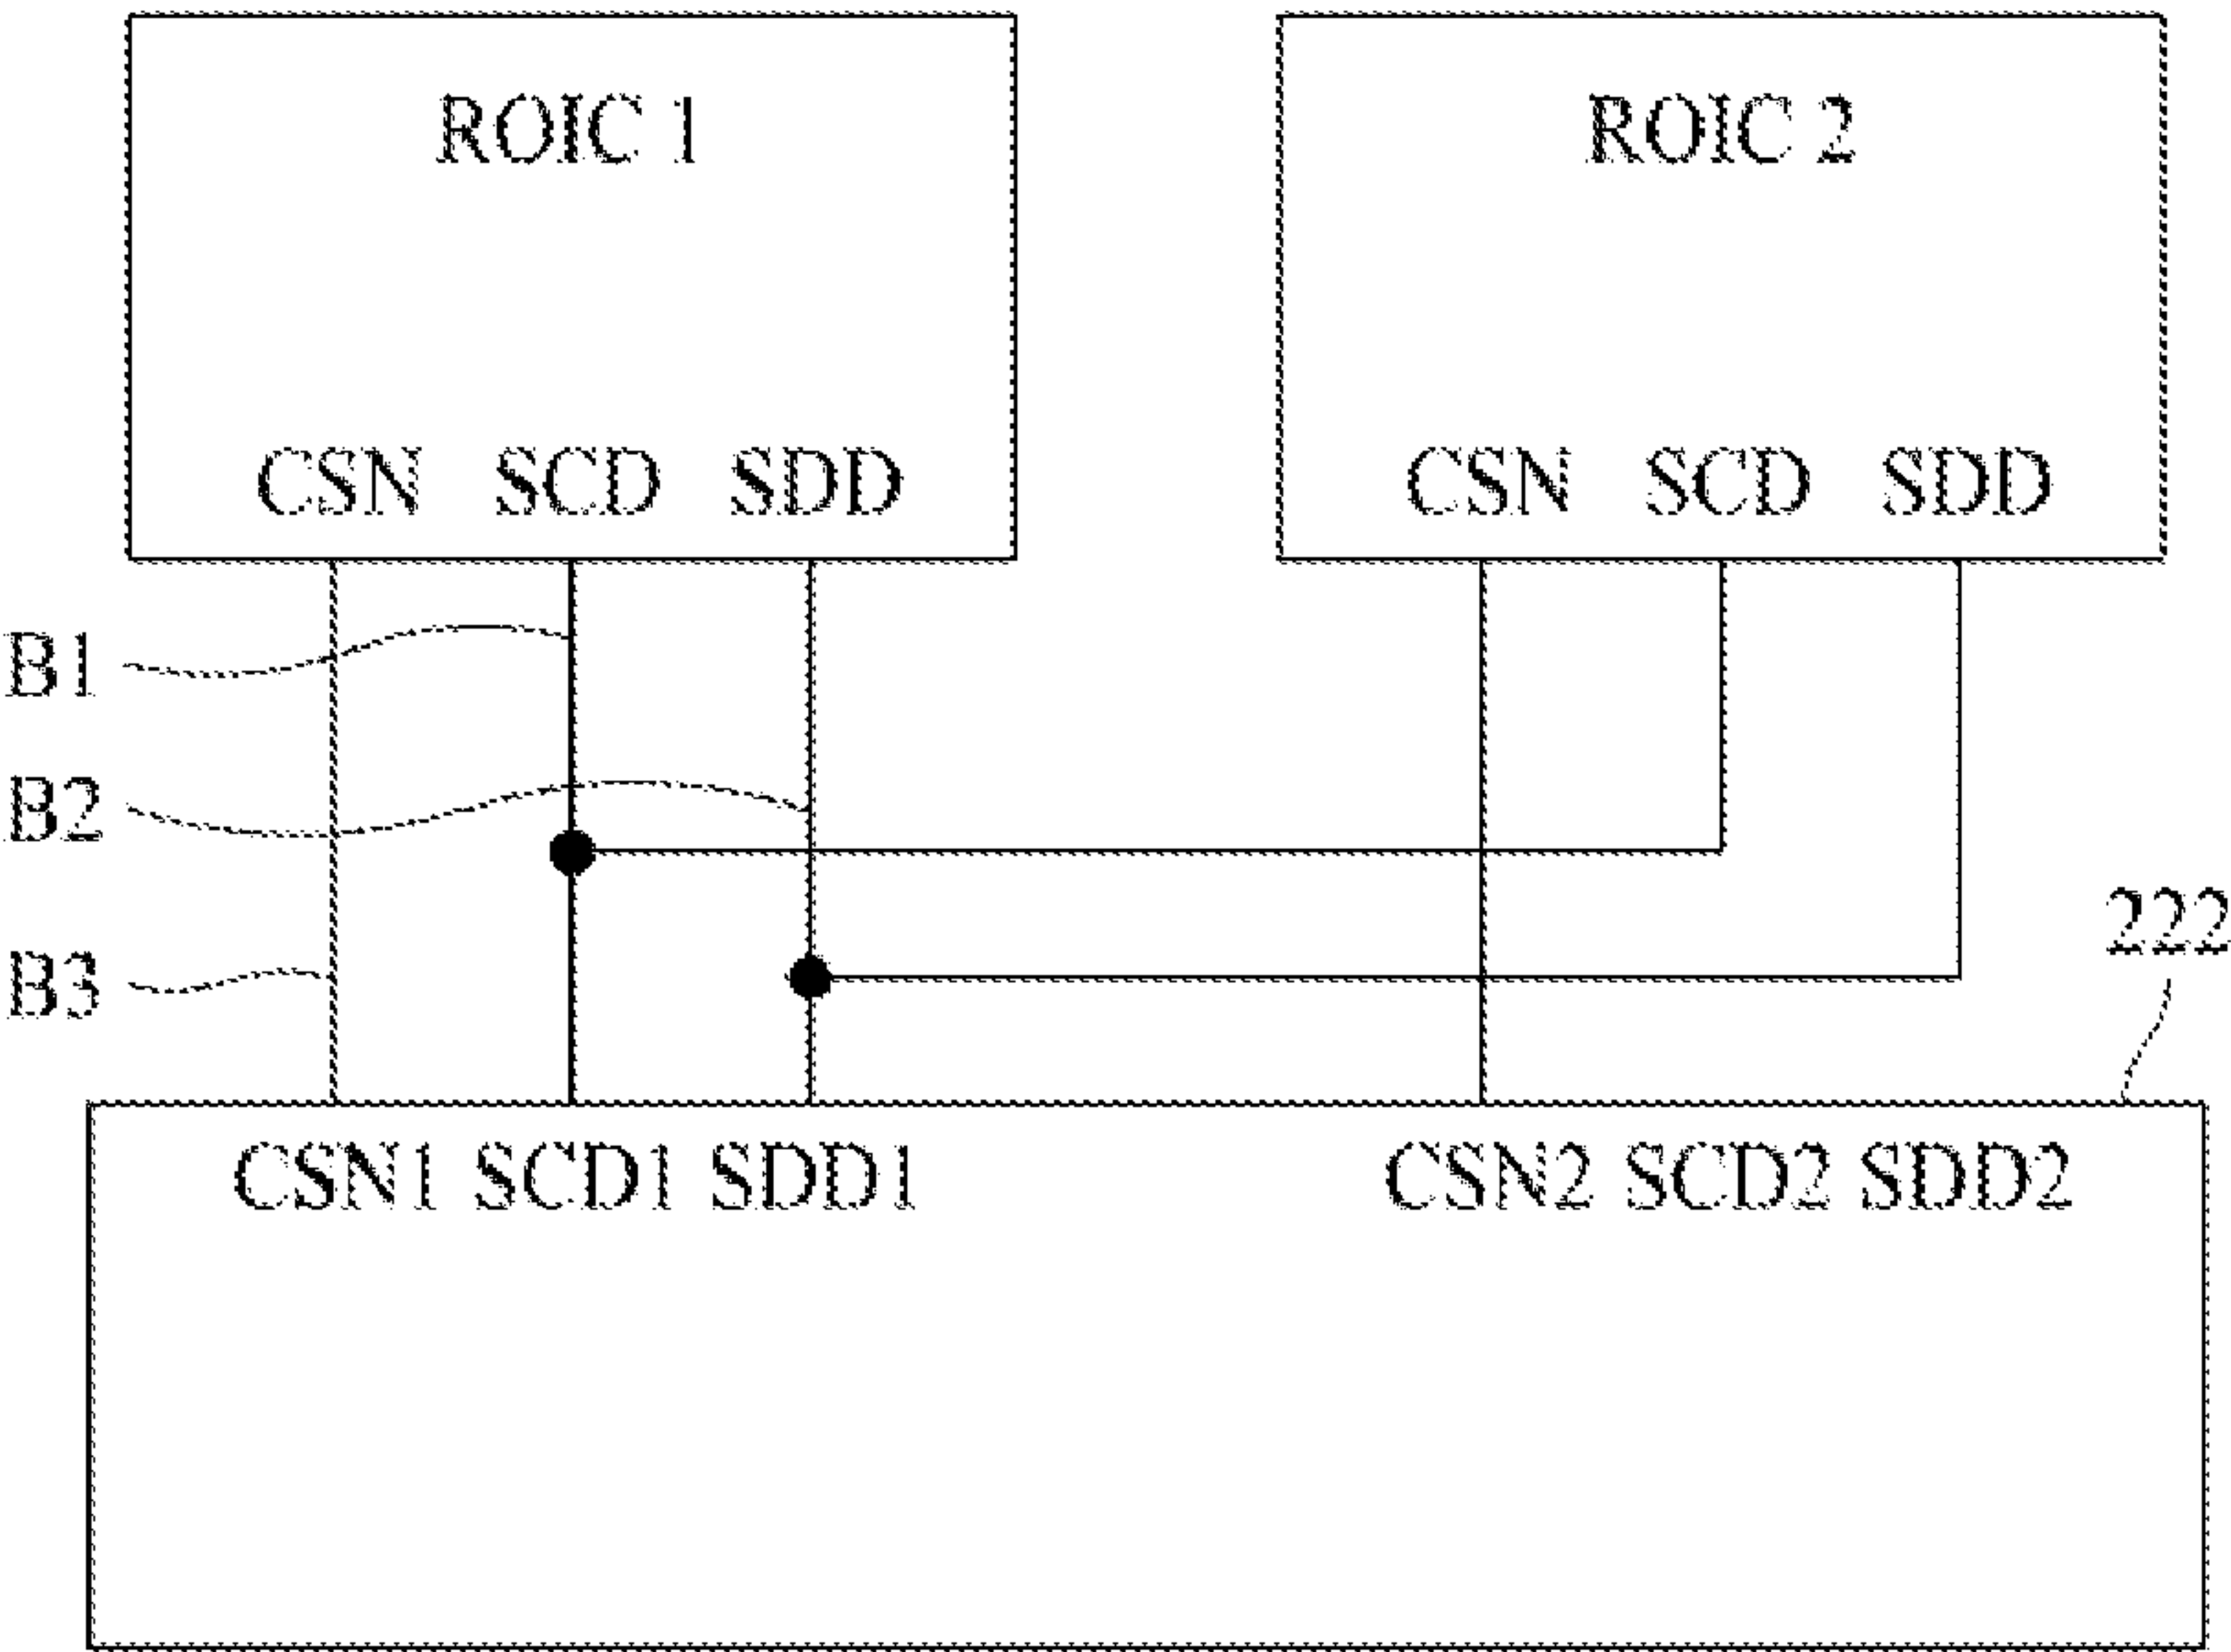 ROIC 1 ROIC 2
CSN SCD SDD CSN SCD SDD
B1
B2
222
B3
CSN1 SCD1 SDD1 CSN2 SCD2 SDD2